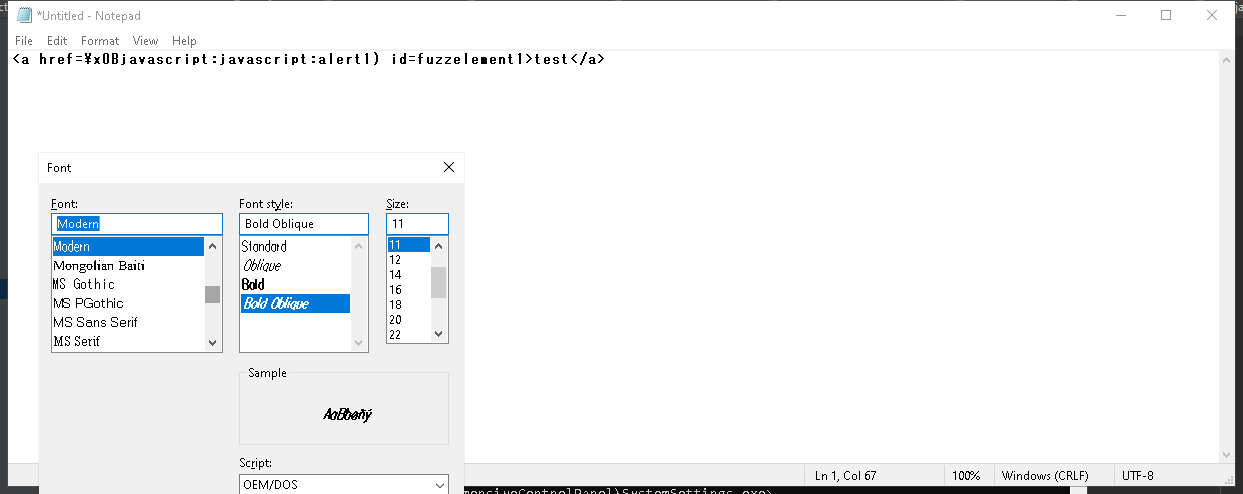 *Untitled - Notepad
File Edit Format View Help
<a href=¥x0Bjavascript:javascript:alert1) id=fuzzelement1>test</a>
Font
Font: Font style: Size:
Modern Bold Oblique 11
Modern Standard 11
Mongolian Baiti Oblique 12
MS Gothic Bold 14
MS PGothic Bold Oblique 16
MS Sans Serif 18
MS Serif 20
22
Sample
AaBbařý
Script:
OEM/DOS
Ln 1, Col 67 100% Windows (CRLF) UTF-8